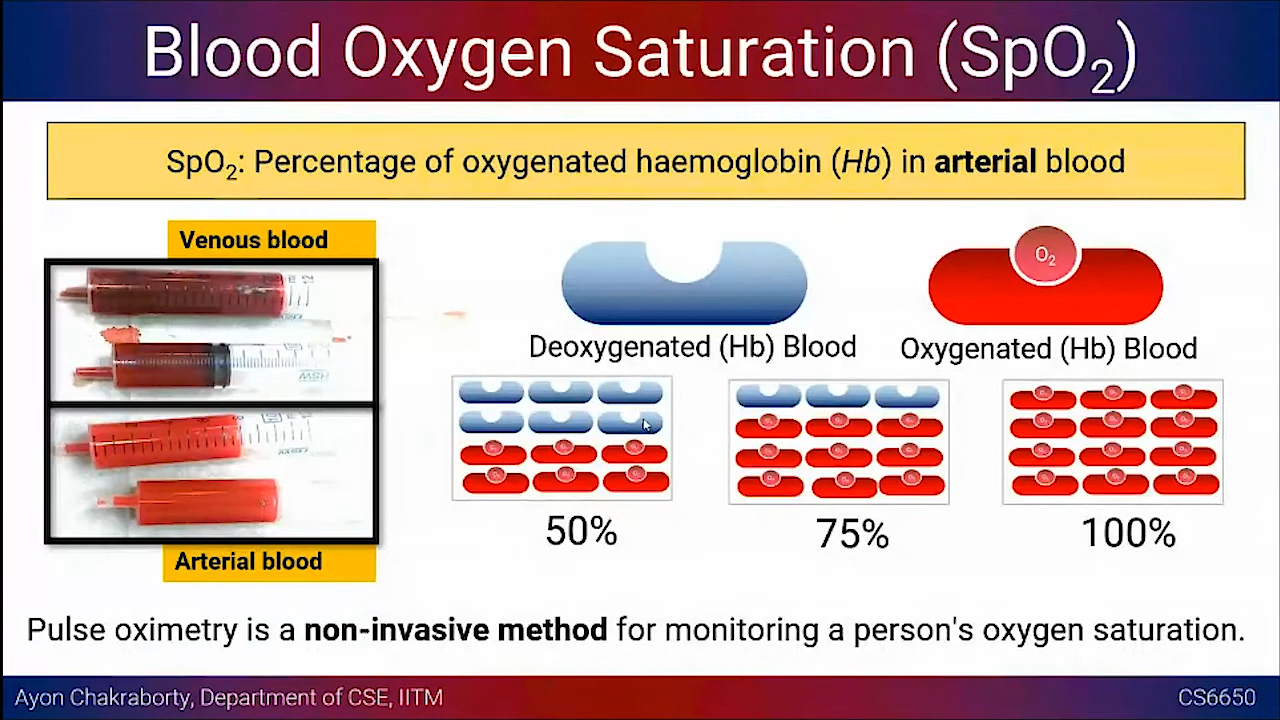 Blood Oxygen Saturation (SpO₂)
SpO₂: Percentage of oxygenated haemoglobin (Hb) in arterial blood
Venous blood
O₂
Deoxygenated (Hb) Blood
Oxygenated (Hb) Blood
50%
75%
100%
Arterial blood
Pulse oximetry is a non-invasive method for monitoring a person's oxygen saturation.
Ayon Chakraborty, Department of CSE, IITM
CS6650